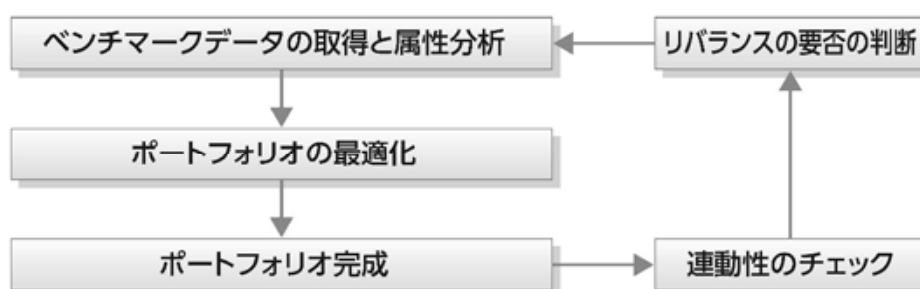 ベンチマークデータの取得と属性分析
リバランスの要否の判断
ポートフォリオの最適化
ポートフォリオ完成
連動性のチェック